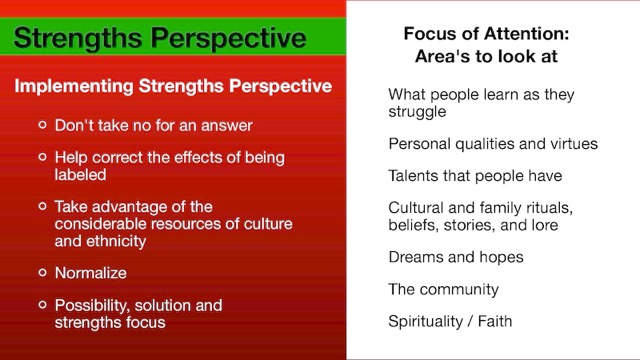 Strengths Perspective
Implementing Strengths Perspective
Don't take no for an answer
Help correct the effects of being
labeled
Take advantage of the
considerable resources of culture
and ethnicity
Normalize
Possibility, solution and
strengths focus
Focus of Attention:
Area's to look at
What people learn as they
struggle
Personal qualities and virtues
Talents that people have
Cultural and family rituals,
beliefs, stories, and lore
Dreams and hopes
The community
Spirituality / Faith